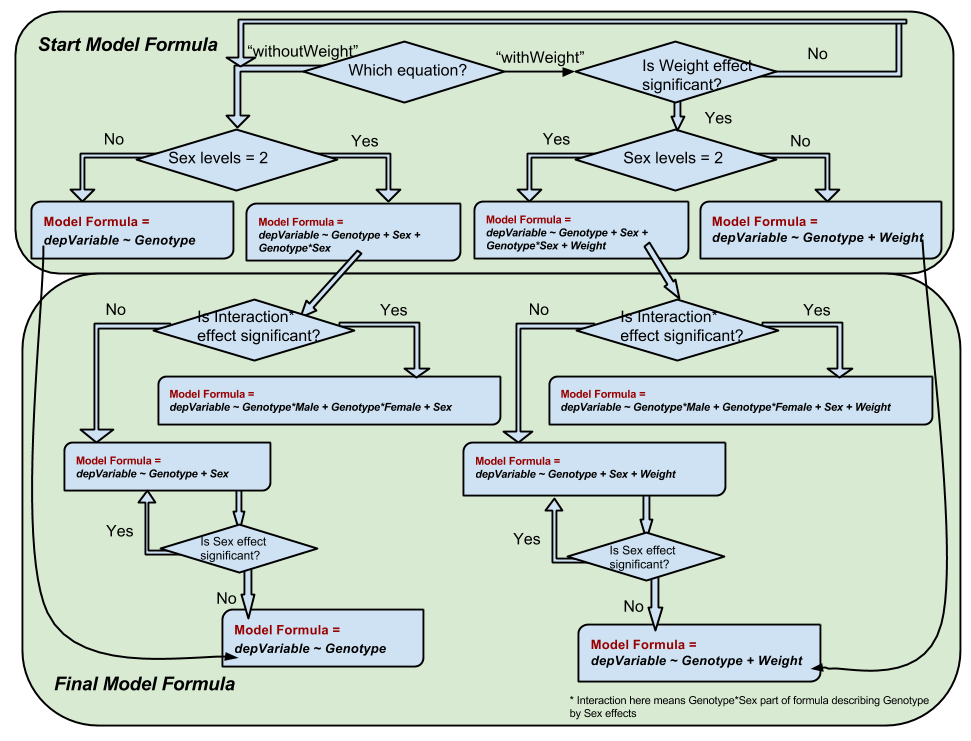 Start Model Formula
“withoutWeight”
Which equation?
“withWeight”
Is Weight effect
significant?
No
Yes
No
Sex levels = 2
Yes
Yes
Sex levels = 2
No
Model Formula =
depVariable ~ Genotype
Model Formula =
depVariable ~ Genotype + Sex +
Genotype*Sex
Model Formula =
depVariable ~ Genotype + Sex +
Genotype*Sex + Weight
Model Formula =
depVariable ~ Genotype + Weight
No
Is Interaction*
effect significant?
Yes
No
Is Interaction*
effect significant?
Yes
Model Formula =
depVariable ~ Genotype*Male + Genotype*Female + Sex
Model Formula =
depVariable ~ Genotype*Male + Genotype*Female + Sex + Weight
Model Formula =
depVariable ~ Genotype + Sex
Model Formula =
depVariable ~ Genotype + Sex + Weight
Yes
Is Sex effect
significant?
Yes
Is Sex effect
significant?
No
No
Model Formula =
depVariable ~ Genotype
Model Formula =
depVariable ~ Genotype + Weight
Final Model Formula
* Interaction here means Genotype*Sex part of formula describing Genotype
by Sex effects